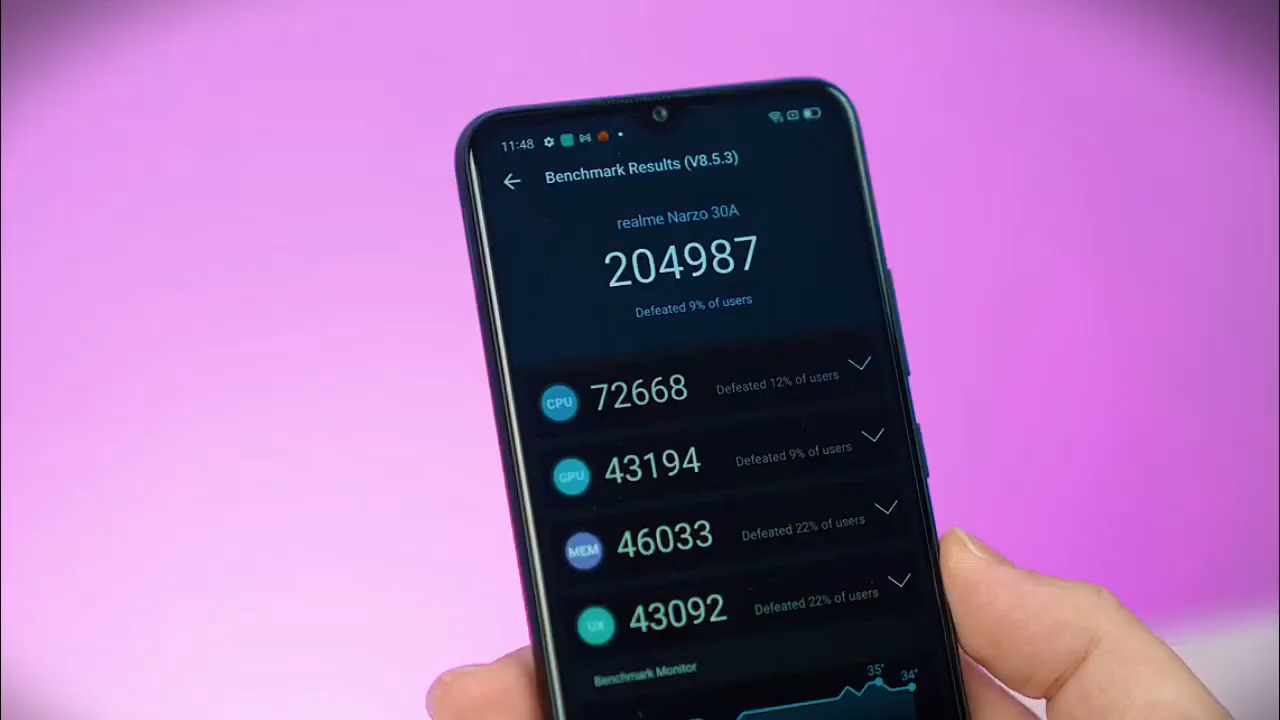 11:48
Benchmark Results (V8.5.3)
realme Narzo 30A
204987
Defeated 9% of users
CPU 72668 Defeated 12% of users
GPU 43194 Defeated 9% of users
MEM 46033 Defeated 22% of users
UX 43092 Defeated 22% of users
Benchmark Monitor
35° 34°